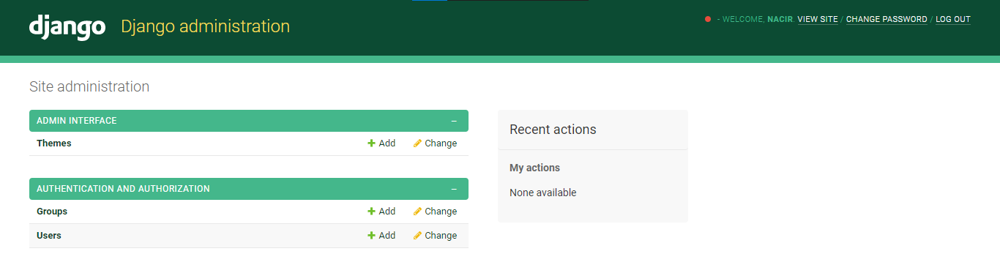 django Django administration - WELCOME, NACIR. VIEW SITE / CHANGE PASSWORD / LOG OUT
Site administration
ADMIN INTERFACE –
Themes Add Change
AUTHENTICATION AND AUTHORIZATION –
Groups Add Change
Users Add Change
Recent actions
My actions
None available